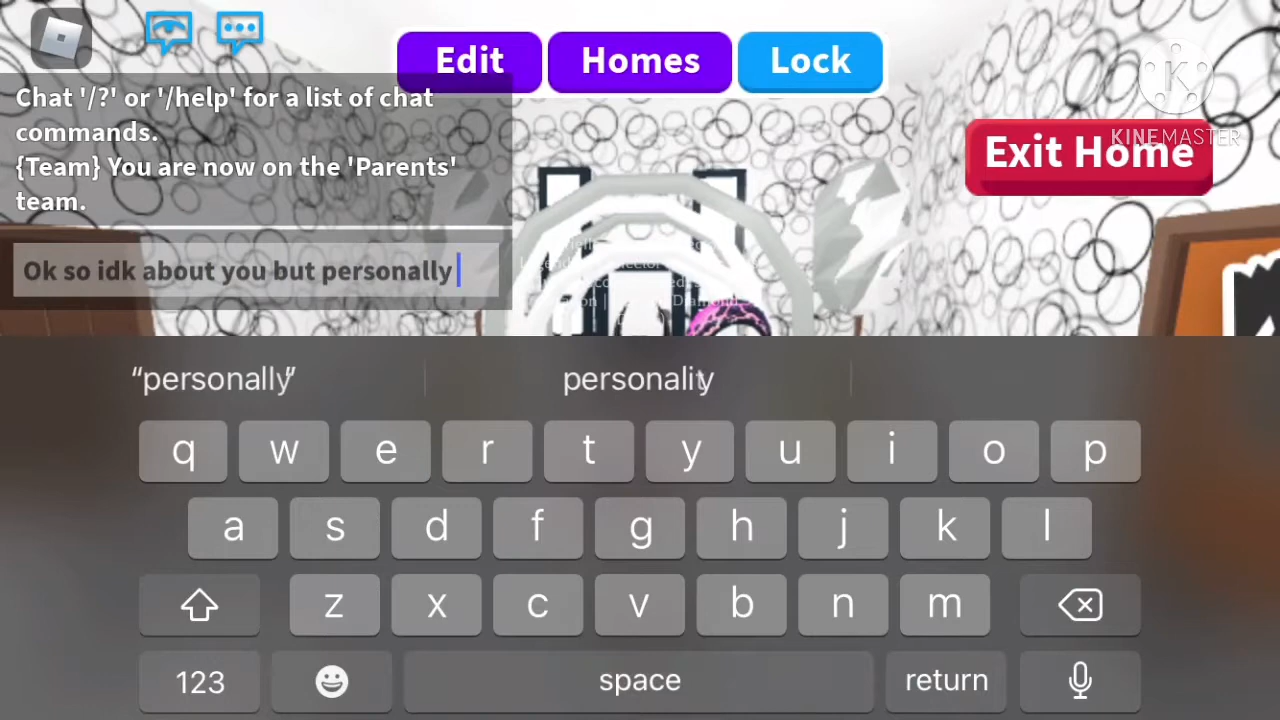 Edit Homes Lock
Chat '/?' or '/help' for a list of chat
commands.
{Team} You are now on the 'Parents'
team.
KINEMASTER
Exit Home
Ok so idk about you but personally
“personally” personality
q w e r t y u i o p
a s d f g h j k l
z x c v b n m
123 space return